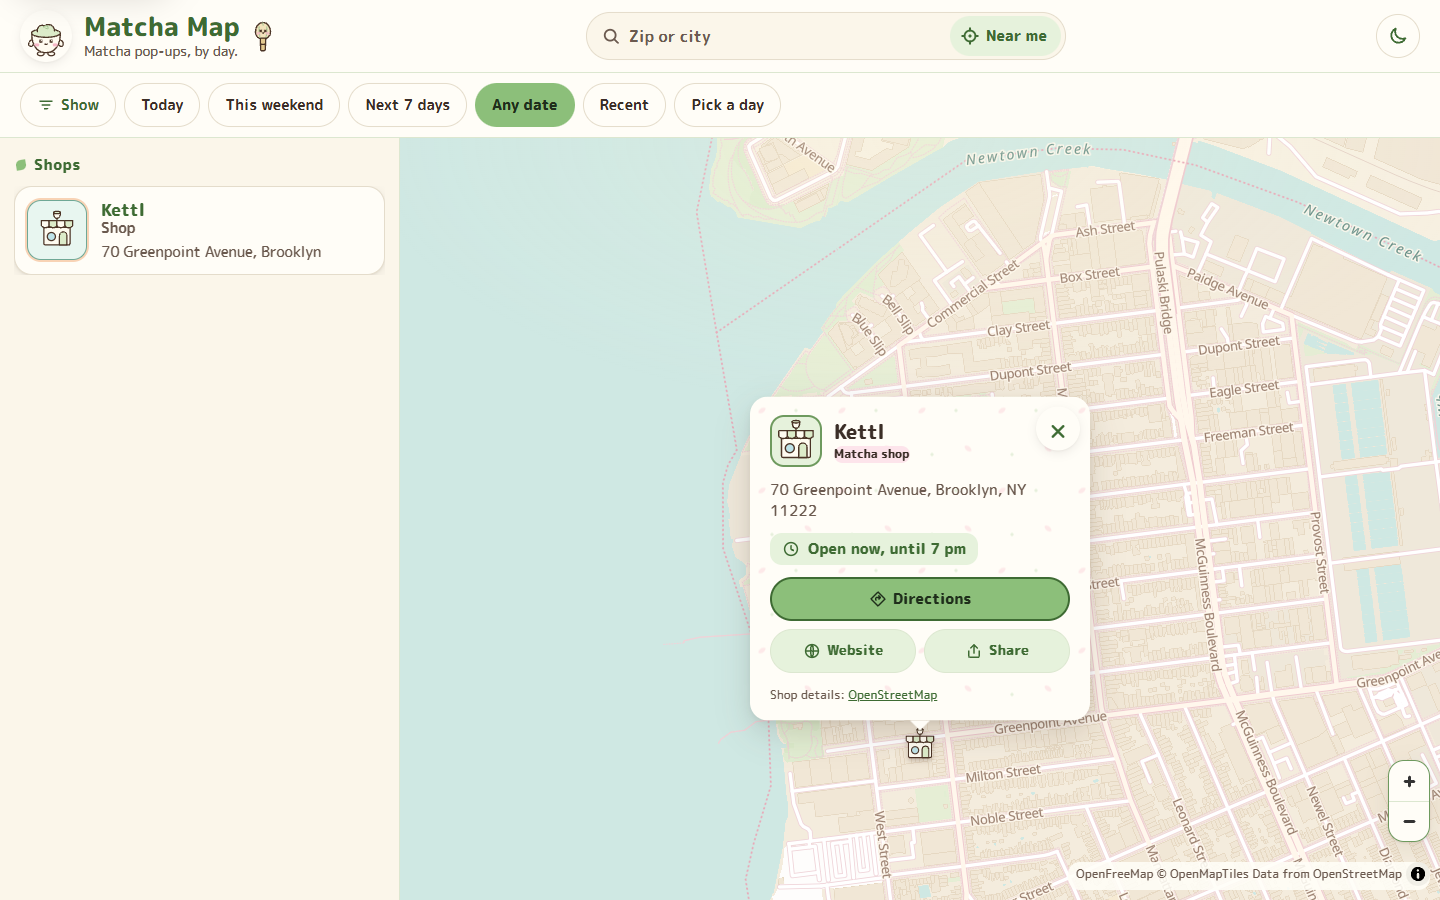 Matcha Map
Matcha pop-ups, by day.
Zip or city
Near me
Show
Today
This weekend
Next 7 days
Any date
Recent
Pick a day
Shops
Kettl
Shop
70 Greenpoint Avenue, Brooklyn
Avenue
Newtown Creek
Newtown Creek
Ash Street
Box Street
Commercial Street
Bell Slip
Blue Slip
Clay Street
Pulaski Bridge
Paidge Avenue
Dupont Street
Dupont Street
Eagle Street
Freeman Street
Kettl
Matcha shop
70 Greenpoint Avenue, Brooklyn, NY
11222
Open now, until 7 pm
Directions
Website
Share
Shop details: OpenStreetMap
Provost Street
McGuinness Boulevard
Greenpoint Avenue
Greenpoint Avenue
McGuinness Boulevard
Milton Street
Noble Street
West Street
Leonard Street
Newel Street
Street
+
−
OpenFreeMap © OpenMapTiles Data from OpenStreetMap